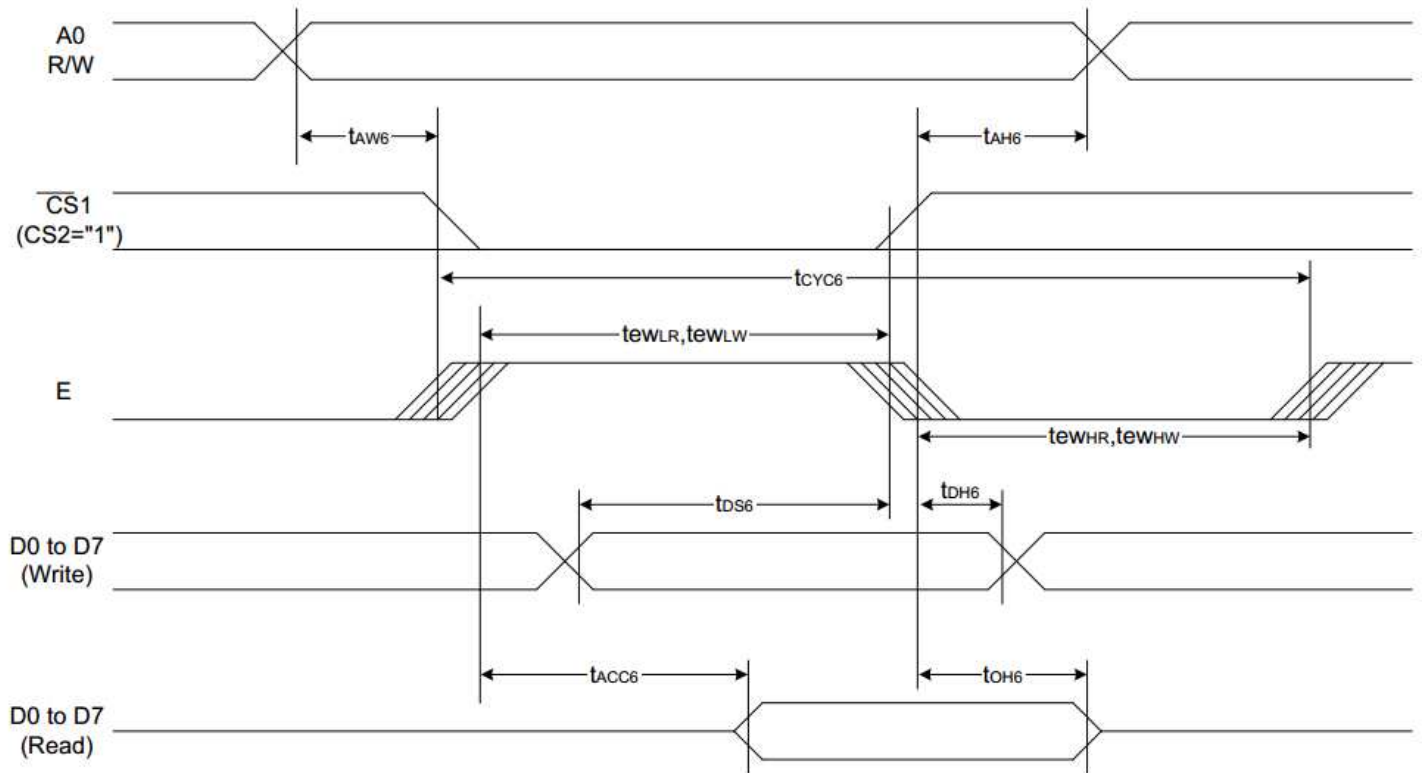 A0
R/W
tAW6
tAH6
CS1
(CS2="1")
tCYC6
tewLR,tewLW
E
tewHR,tewHW
tDS6
tDH6
D0 to D7
(Write)
tACC6
tOH6
D0 to D7
(Read)